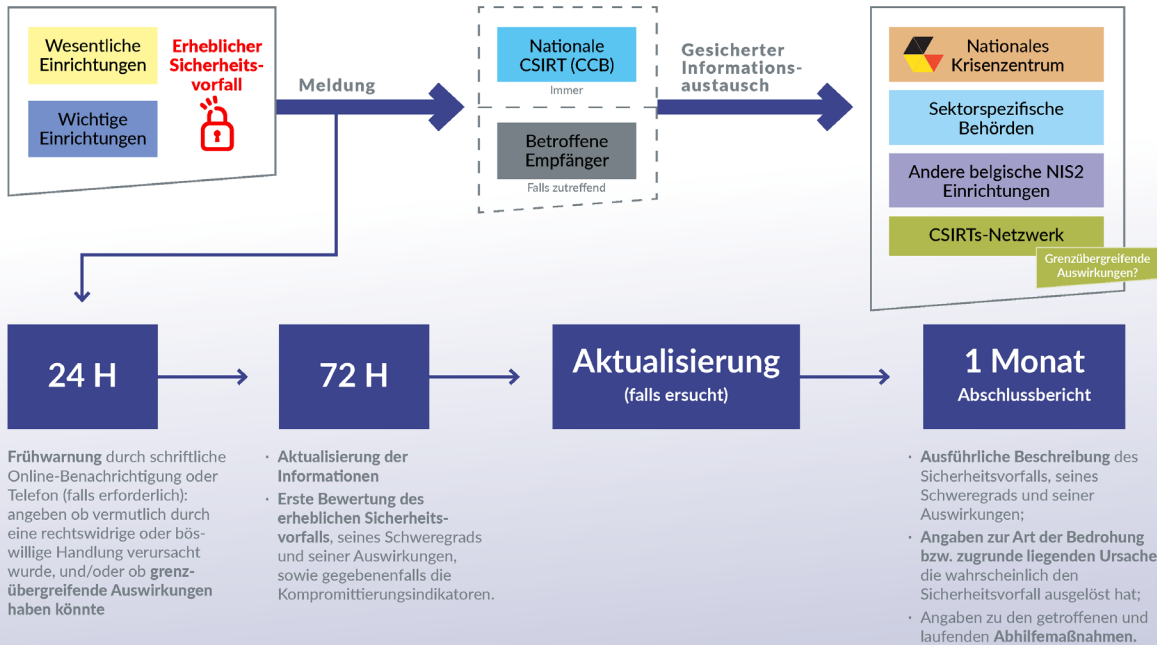 Wesentliche
Einrichtungen
Wichtige
Einrichtungen
Erheblicher
Sicherheits-
vorfall
Meldung
Nationale
CSIRT (CCB)
Immer
Betroffene
Empfänger
Falls zutreffend
Gesicherter
Informations-
austausch
Nationales
Krisenzentrum
Sektorspezifische
Behörden
Andere belgische NIS2
Einrichtungen
CSIRTs-Netzwerk
Grenzübergreifende
Auswirkungen?
24 H
Frühwarnung durch schriftliche
Online-Benachrichtigung oder
Telefon (falls erforderlich):
angeben ob vermutlich durch
eine rechtswidrige oder bös-
willige Handlung verursacht
wurde, und/oder ob grenz-
übergreifende Auswirkungen
haben könnte
72 H
· Aktualisierung der
Informationen
· Erste Bewertung des
erheblichen Sicherheits-
vorfalls, seines Schweregrads
und seiner Auswirkungen,
sowie gegebenenfalls die
Kompromittierungsindikatoren.
Aktualisierung
(falls ersucht)
1 Monat
Abschlussbericht
· Ausführliche Beschreibung des
Sicherheitsvorfalls, seines
Schweregrads und seiner
Auswirkungen;
· Angaben zur Art der Bedrohung
bzw. zugrunde liegenden Ursache
die wahrscheinlich den
Sicherheitsvorfall ausgelöst hat;
· Angaben zu den getroffenen und
laufenden Abhilfemaßnahmen.